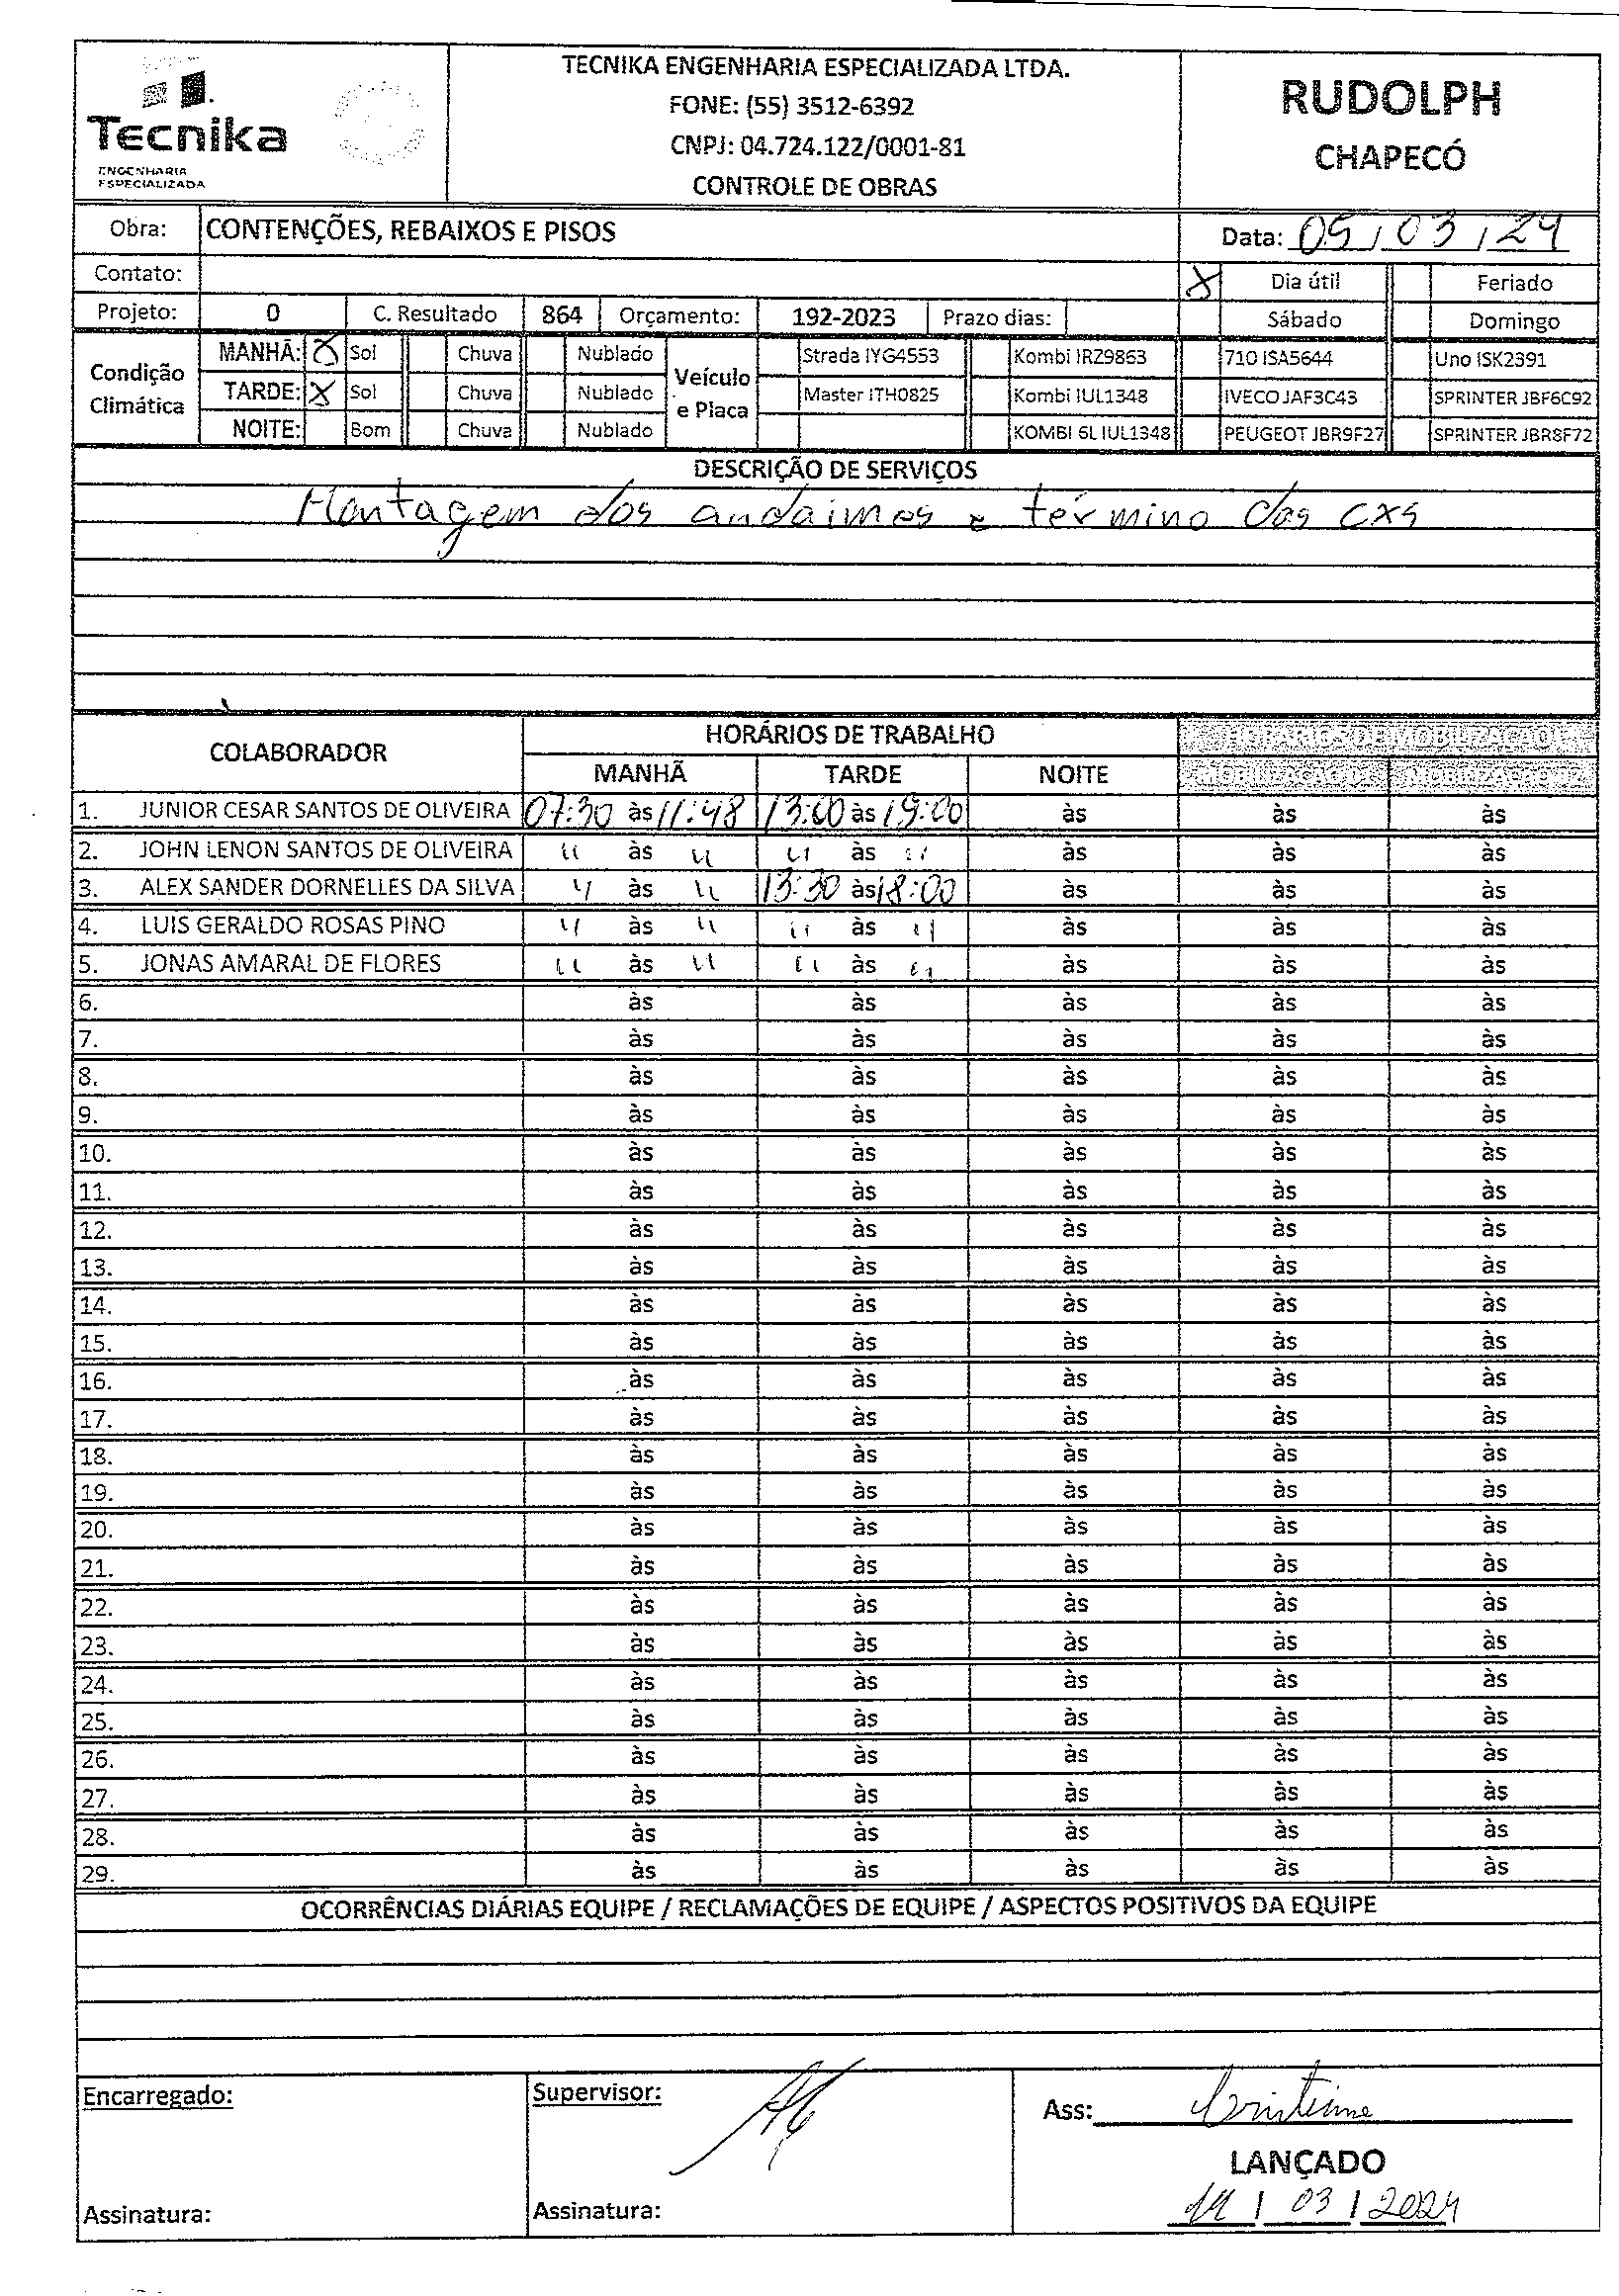 TECNIKA ENGENHARIA ESPECIALIZADA LTDA.
FONE: (55) 3512-6392
CNPJ: 04.724.122/0001-81
CONTROLE DE OBRAS
Tecnika
ENGENHARIA
ESPECIALIZADA
RUDOLPH
CHAPECÓ
Obra: CONTENÇÕES, REBAIXOS E PISOS
Data: 05/03/24
Contato:
X Dia útil Feriado
Projeto: 0 C. Resultado 864 Orçamento: 192-2023 Prazo dias: Sábado Domingo
Condição Climática
MANHÃ: X Sol Chuva Nublado
TARDE: X Sol Chuva Nublado
NOITE: Bom Chuva Nublado
Veículo e Placa
Strada IYG4553 Kombi IRZ9863 710 ISA5644 Uno ISK2391
Master ITH0825 Kombi IUL1348 IVECO JAF3C43 SPRINTER JBF6C92
KOMBI 6L IUL1348 PEUGEOT JBR9F27 SPRINTER JBR8F72
DESCRIÇÃO DE SERVIÇOS
Montagem dos andaimes e término das cxs
COLABORADOR HORÁRIOS DE TRABALHO HORÁRIOS DE MOBILIZAÇÃO
MANHÃ TARDE NOITE
1. JUNIOR CESAR SANTOS DE OLIVEIRA 07:30 às 11:48 13:00 às 19:00 às às às
2. JOHN LENON SANTOS DE OLIVEIRA " às " " às " às às às
3. ALEX SANDER DORNELLES DA SILVA " às " 13:30 às 18:00 às às às
4. LUIS GERALDO ROSAS PINO " às " " às " às às às
5. JONAS AMARAL DE FLORES " às " " às " às às às
6. às às às às às
7. às às às às às
8. às às às às às
9. às às às às às
10. às às às às às
11. às às às às às
12. às às às às às
13. às às às às às
14. às às às às às
15. às às às às às
16. às às às às às
17. às às às às às
18. às às às às às
19. às às às às às
20. às às às às às
21. às às às às às
22. às às às às às
23. às às às às às
24. às às às às às
25. às às às às às
26. às às às às às
27. às às às às às
28. às às às às às
29. às às às às às
OCORRÊNCIAS DIÁRIAS EQUIPE / RECLAMAÇÕES DE EQUIPE / ASPECTOS POSITIVOS DA EQUIPE
Encarregado:
Supervisor:
Ass: Cristiane
LANÇADO
11 / 03 / 2024
Assinatura:
Assinatura: